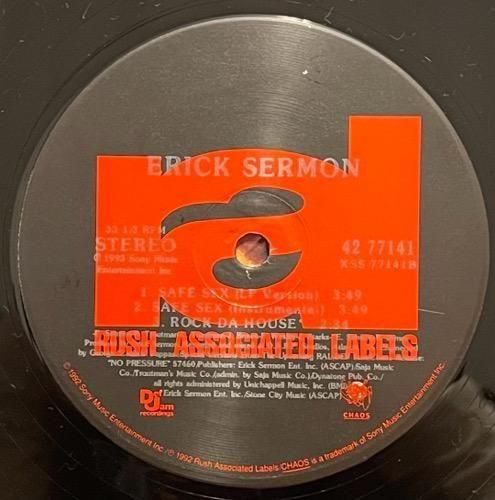 ERICK SERMON
33 1/3 RPM
STEREO
℗ 1993 Sony Music
Entertainment Inc.
42 77141
XSS 77141B
1. SAFE SEX (LP Version) 3:49
2. SAFE SEX (Instrumental) 3:49
ROCK DA HOUSE 2:34
RUSH ASSOCIATED LABELS
"NO PRESSURE" 57460/Publishers: Erick Sermon Ent. Inc. (ASCAP)/Saja Music
Co./Troutman's Music Co./(admin. by Saja Music Co.)/Dynatone Pub. Co./
all rights administered by Unichappell Music, Inc. (BMI)
Erick Sermon Ent. Inc./Stone City Music (ASCAP)
Def Jam
recordings
CHAOS
© 1992 Sony Music Entertainment Inc./℗ 1992 Rush Associated Labels/CHAOS is a trademark of Sony Music Entertainment Inc.